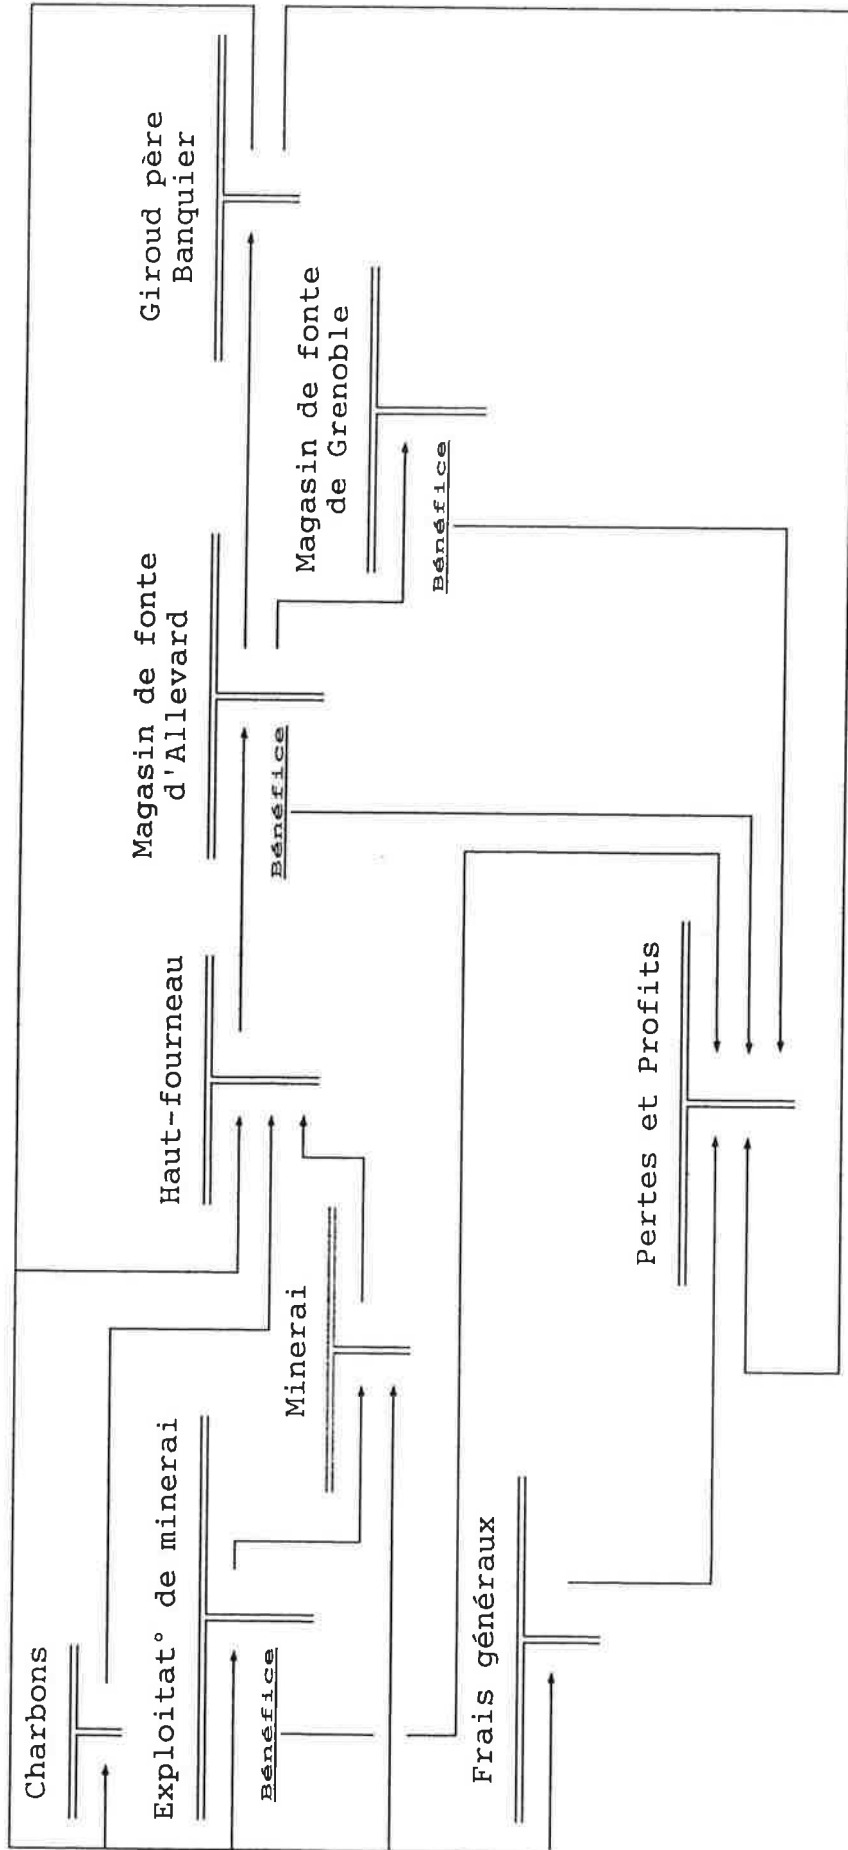 Charbons
Exploitat° de minerai
Bénéfice
Minerai
Haut-fourneau
Magasin de fonte
d'Allevard
Bénéfice
Giroud père
Banquier
Magasin de fonte
de Grenoble
Bénéfice
Frais généraux
Pertes et Profits